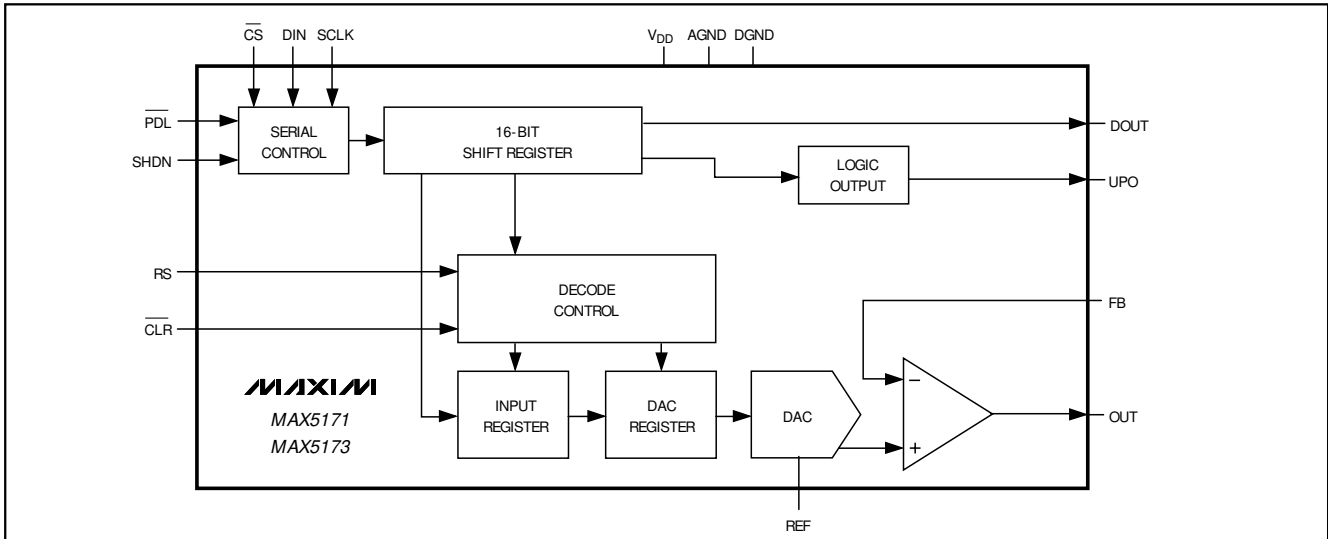 CS DIN SCLK
VDD AGND DGND
PDL
SHDN
SERIAL
CONTROL
16-BIT
SHIFT REGISTER
DOUT
LOGIC
OUTPUT
UPO
RS
CLR
DECODE
CONTROL
FB
MAXIM
MAX5171
MAX5173
INPUT
REGISTER
DAC
REGISTER
DAC
−
+
OUT
REF